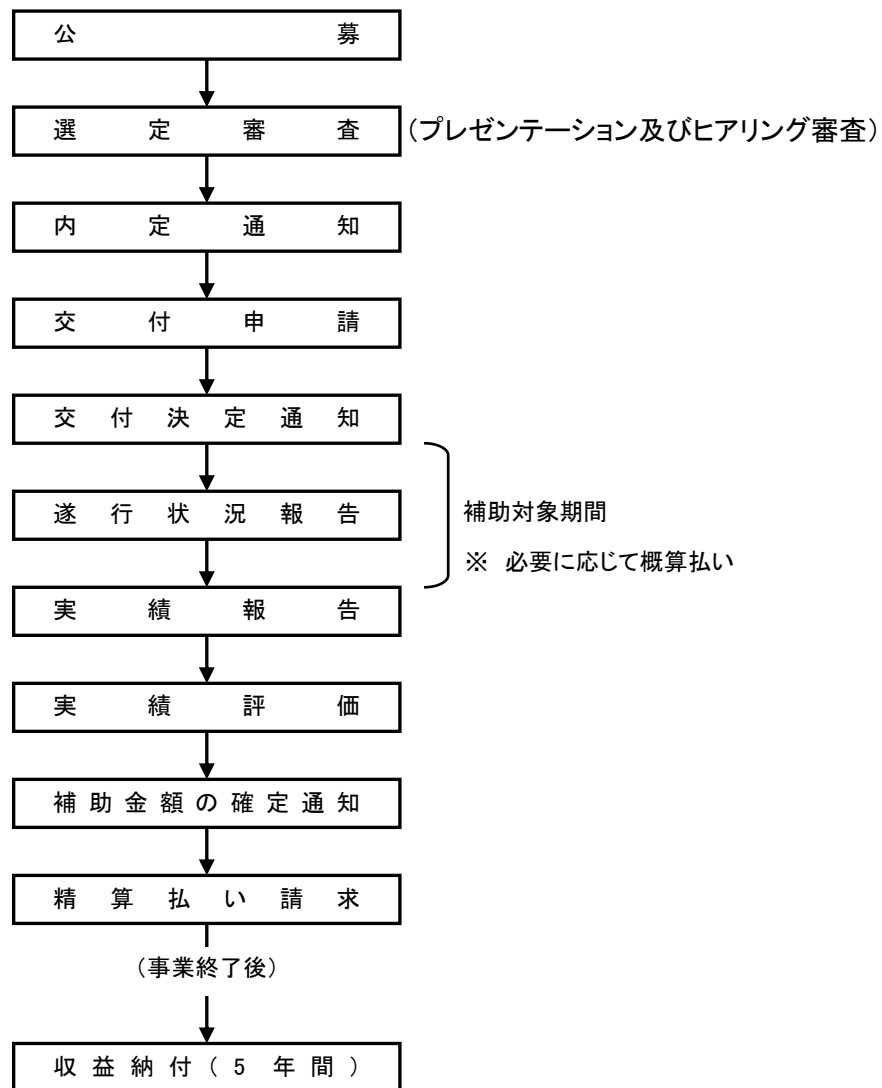 公募
選定審査 (プレゼンテーション及びヒアリング審査)
内定通知
交付申請
交付決定通知
遂行状況報告
補助対象期間
※ 必要に応じて概算払い
実績報告
実績評価
補助金額の確定通知
精算払い請求
(事業終了後)
収益納付(5 年間)